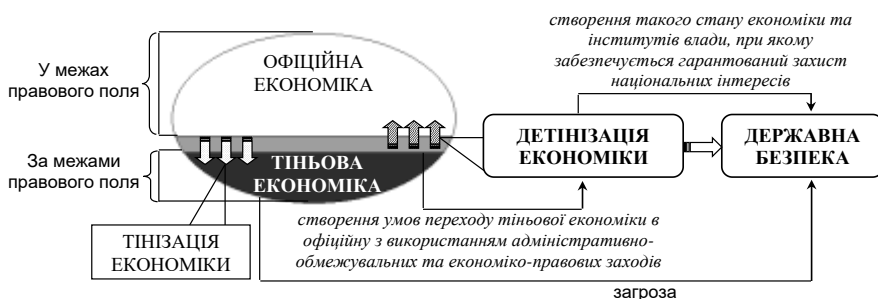 створення такого стану економіки та
інститутів влади, при якому
забезпечується гарантований захист
національних інтересів
У межах
правового поля
ОФІЦІЙНА
ЕКОНОМІКА
За межами
правового поля
ТІНЬОВА
ЕКОНОМІКА
ДЕТІНІЗАЦІЯ
ЕКОНОМІКИ
ДЕРЖАВНА
БЕЗПЕКА
ТІНІЗАЦІЯ
ЕКОНОМІКИ
створення умов переходу тіньової економіки в
офіційну з використанням адміністративно-
обмежувальних та економіко-правових заходів
загроза